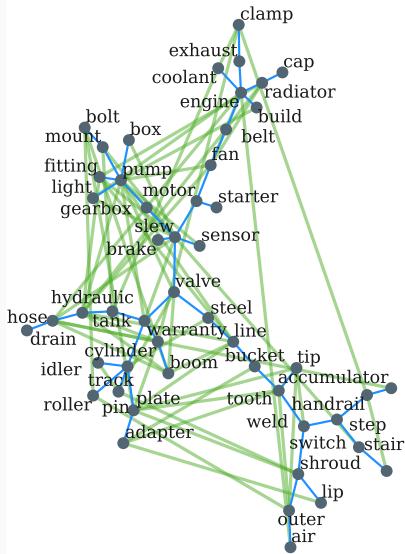 clamp
exhaust
cap
coolant
radiator
engine
build
bolt
belt
mount
box
fan
fitting
pump
light
motor
starter
gearbox
slew
sensor
brake
valve
hydraulic
steel
hose
tank
warranty
line
drain
cylinder
bucket
tip
idler
boom
accumulator
track
tooth
handrail
roller
plate
pin
weld
step
adapter
switch
stair
shroud
lip
outer
air